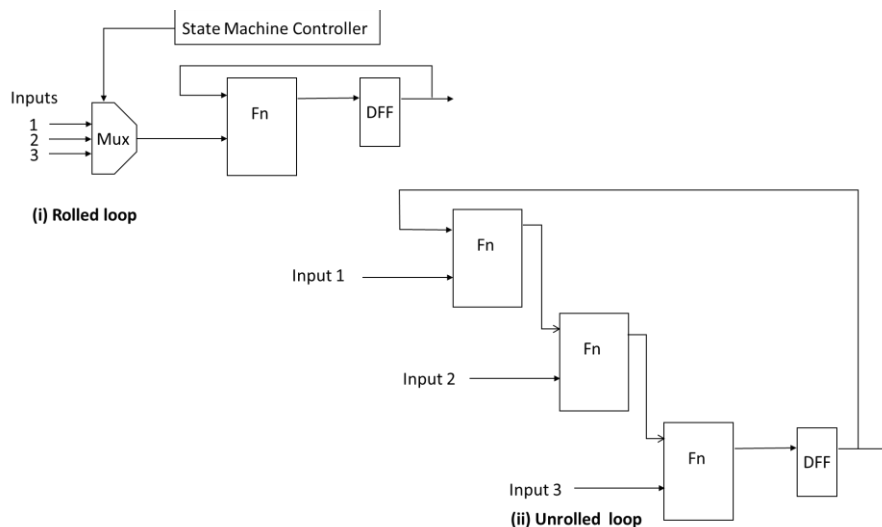 State Machine Controller
Inputs
1
2
3
Mux
Fn
DFF
(i) Rolled loop
Fn
Input 1
Fn
Input 2
Fn
DFF
Input 3
(ii) Unrolled loop